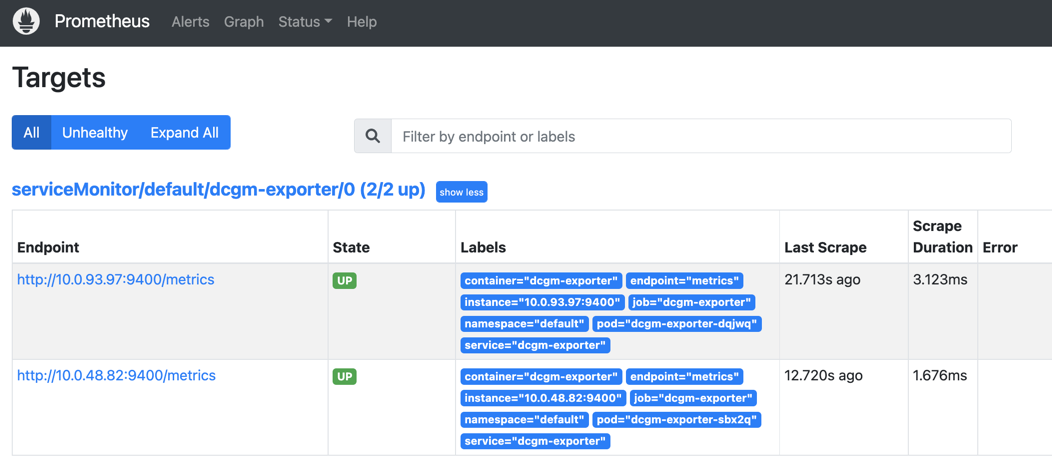 Prometheus Alerts Graph Status Help
Targets
All Unhealthy Expand All
Filter by endpoint or labels
serviceMonitor/default/dcgm-exporter/0 (2/2 up) show less
Endpoint State Labels Last Scrape Scrape Duration Error
http://10.0.93.97:9400/metrics UP container="dcgm-exporter" endpoint="metrics" 21.713s ago 3.123ms
instance="10.0.93.97:9400" job="dcgm-exporter"
namespace="default" pod="dcgm-exporter-dqjwq"
service="dcgm-exporter"
http://10.0.48.82:9400/metrics UP container="dcgm-exporter" endpoint="metrics" 12.720s ago 1.676ms
instance="10.0.48.82:9400" job="dcgm-exporter"
namespace="default" pod="dcgm-exporter-sbx2q"
service="dcgm-exporter"